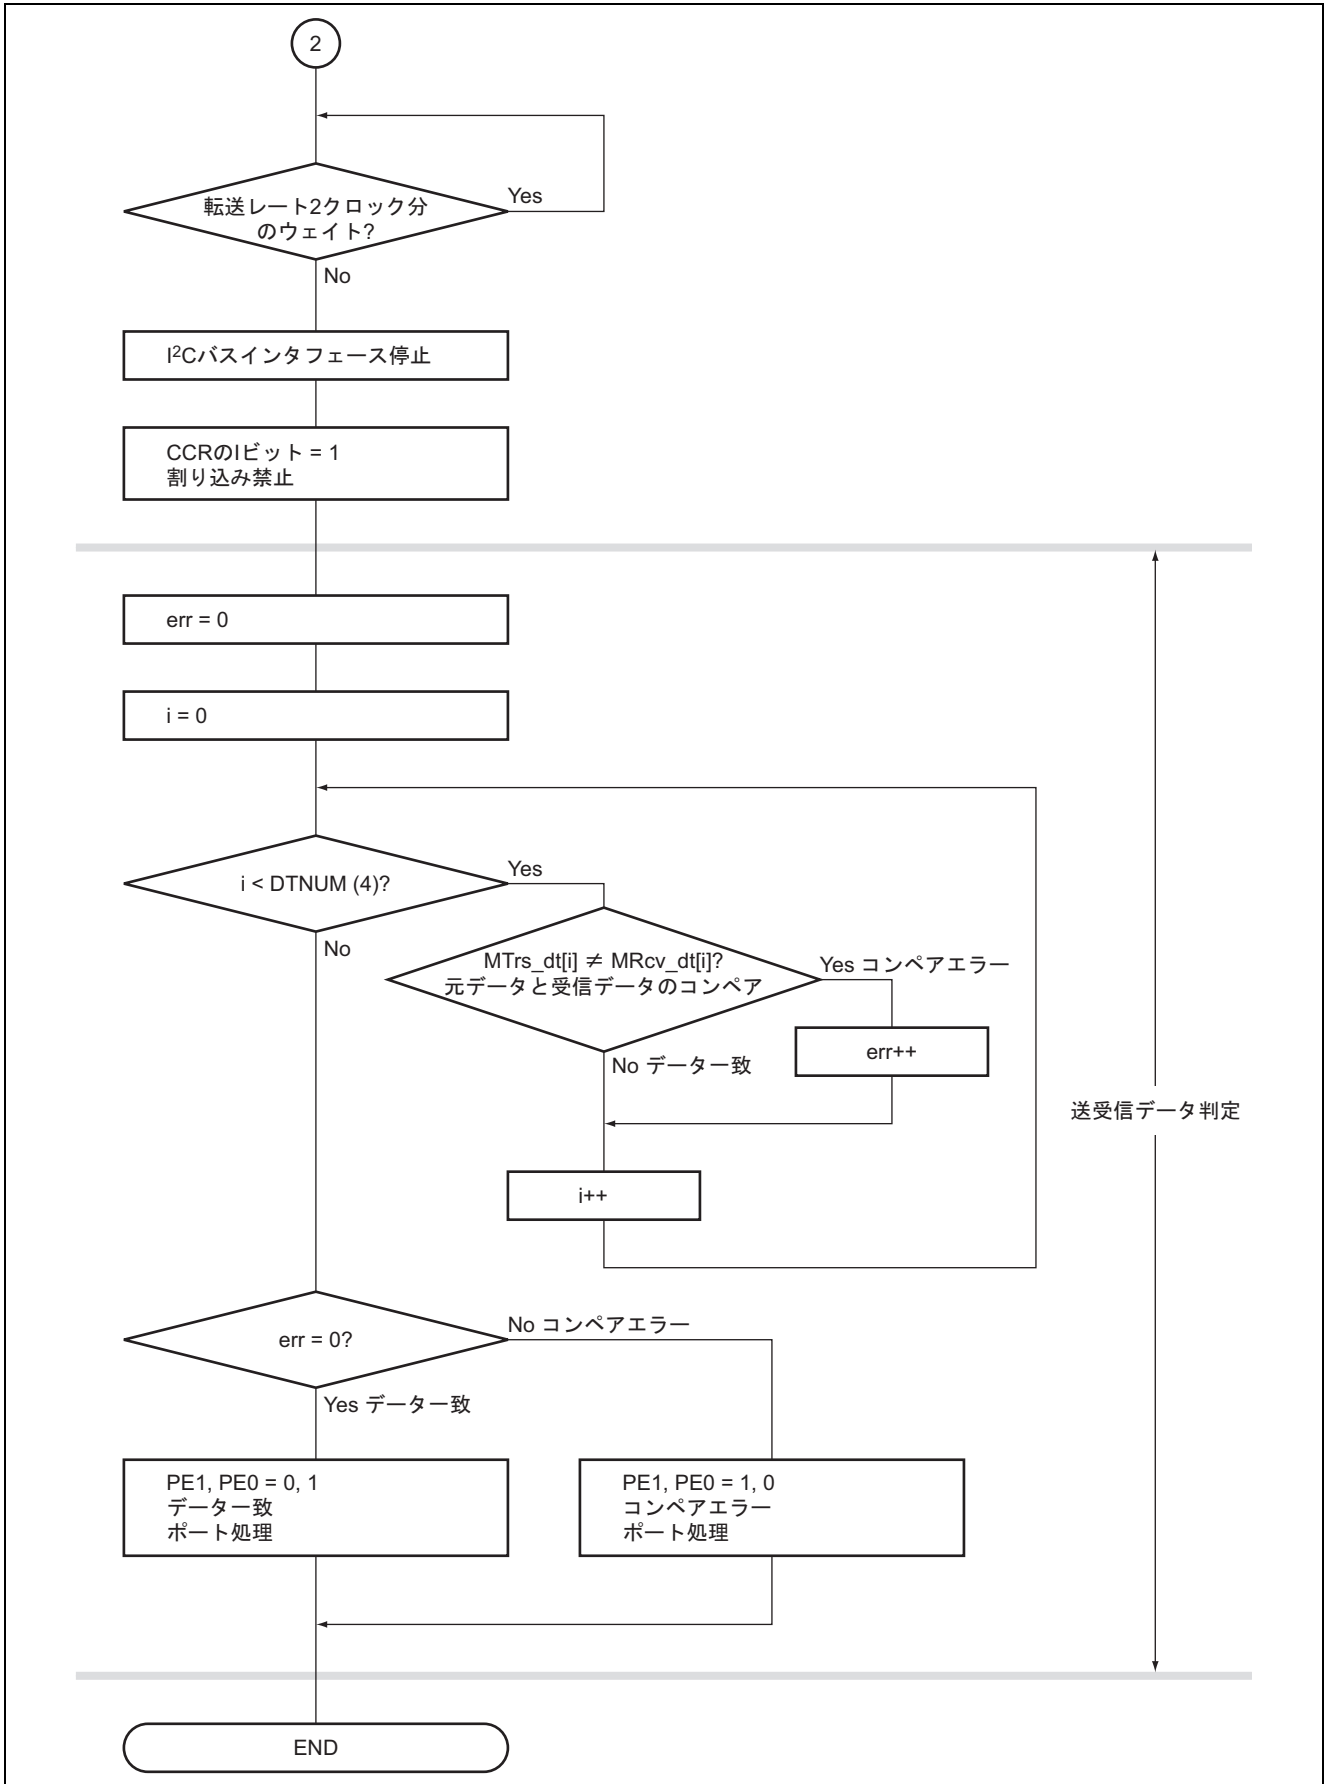 2
転送レート2クロック分
のウェイト?
Yes
No
I²Cバスインタフェース停止
CCRのIビット = 1
割り込み禁止
err = 0
i = 0
i < DTNUM (4)?
Yes
No
MTrs_dt[i] ≠ MRcv_dt[i]?
元データと受信データのコンペア
Yes コンペアエラー
err++
No データ一致
送受信データ判定
i++
err = 0?
No コンペアエラー
Yes データ一致
PE1, PE0 = 0, 1
データ一致
ポート処理
PE1, PE0 = 1, 0
コンペアエラー
ポート処理
END